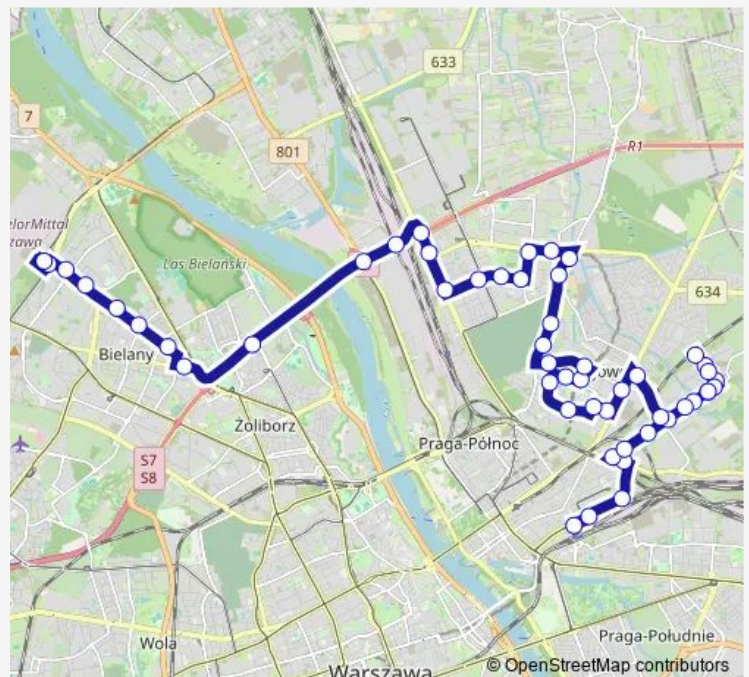 633
7
801
R1
elorMittal
zawa
Las Bielański
634
Bielany
Żoliborz
Praga-Północ
S7
S8
Wola
Praga-Południe
Warszawa
© OpenStreetMap contributors